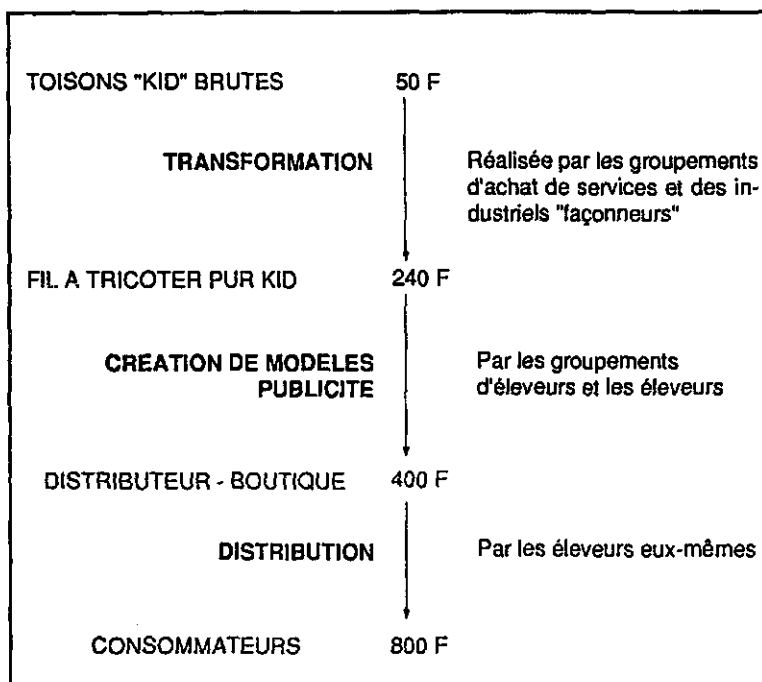 TOISONS "KID" BRUTES 50 F
TRANSFORMATION
Réalisée par les groupements
d'achat de services et des in-
dustriels "façonneurs"
FIL A TRICOTER PUR KID 240 F
CREATION DE MODELES
PUBLICITE
Par les groupements
d'éleveurs et les éleveurs
DISTRIBUTEUR - BOUTIQUE 400 F
DISTRIBUTION
Par les éleveurs eux-mêmes
CONSOMMATEURS 800 F